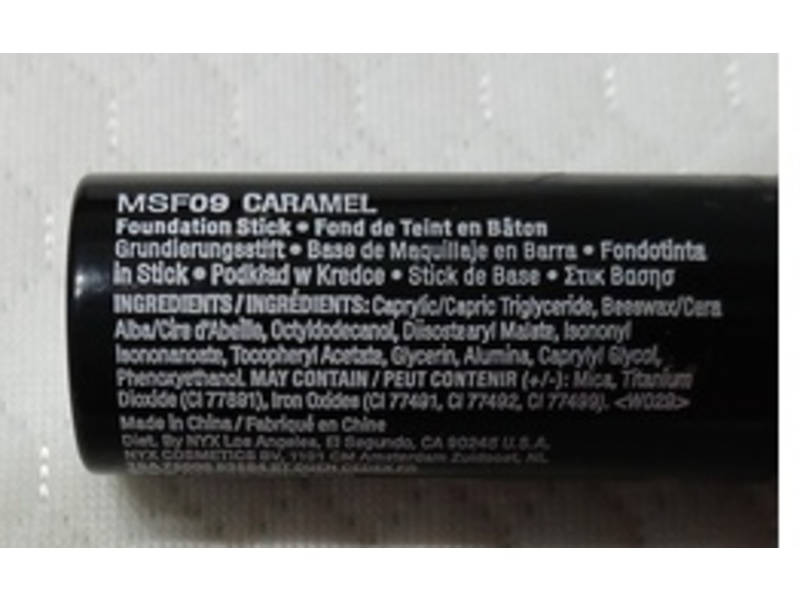 MSF09 CARAMEL
Foundation Stick • Fond de Teint en Bâton
Grundierungsstift • Base de Maquillaje en Barra • Fondotinta
in Stick • Podkład w Kredce • Stick de Base • Στικ Βασησ
INGREDIENTS / INGRÉDIENTS: Caprylic/Capric Triglyceride, Beeswax/Cera
Alba/Cire d'Abeille, Octyldodecanol, Diisostearyl Malate, Isononyl
Isononanoate, Tocopheryl Acetate, Glycerin, Alumina, Caprylyl Glycol,
Phenoxyethanol. MAY CONTAIN / PEUT CONTENIR (+/-): Mica, Titanium
Dioxide (CI 77891), Iron Oxides (CI 77491, CI 77492, CI 77499). <W028>
Made in China / Fabriqué en Chine
Dist. By NYX Los Angeles, El Segundo, CA 90245 U.S.A.
NYX COSMETICS BV, 1101 CM Amsterdam Zuidoost, NL